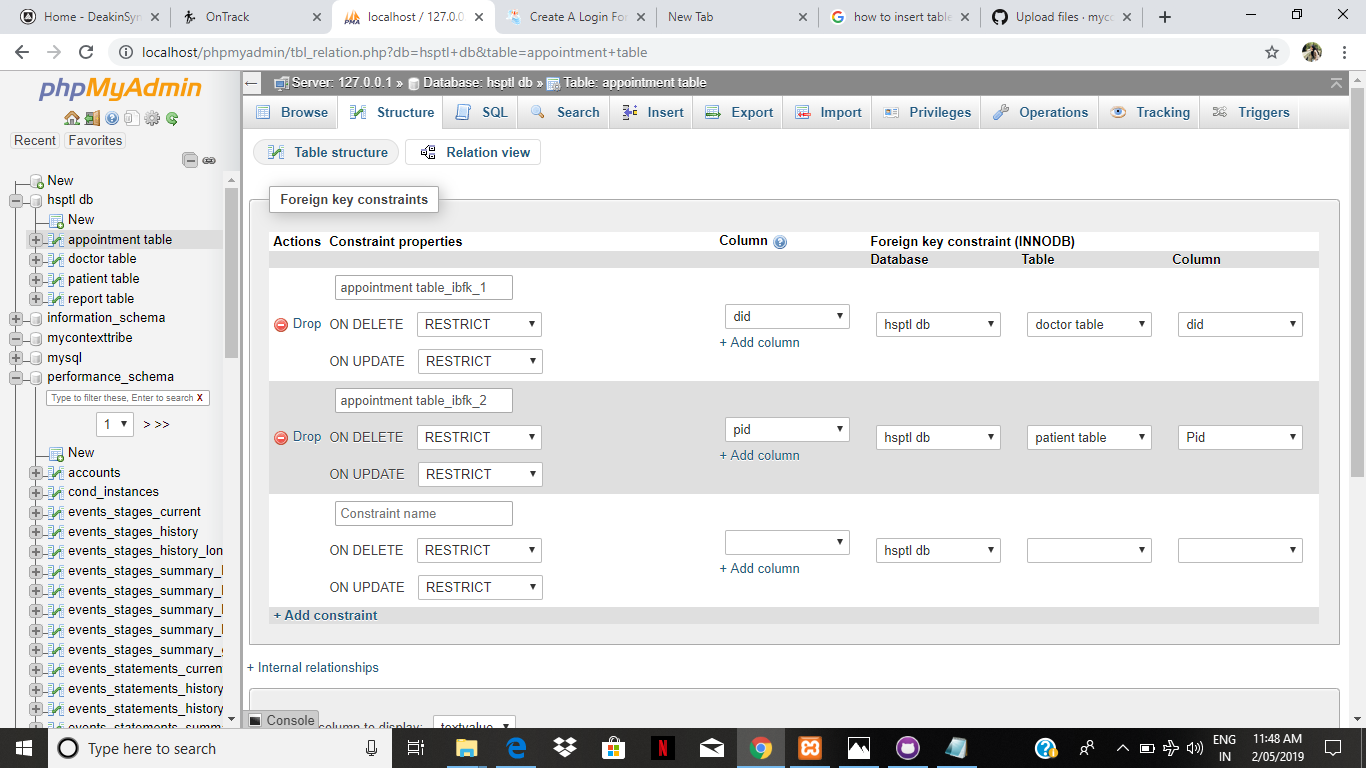 Home - DeakinSyn
OnTrack
localhost / 127.0.0
Create A Login Fo
New Tab
how to insert table
Upload files · myco
localhost/phpmyadmin/tbl_relation.php?db=hsptl+db&table=appointment+table
phpMyAdmin
Recent Favorites
New
hsptl db
New
appointment table
doctor table
patient table
report table
information_schema
mycontexttribe
mysql
performance_schema
Type to filter these, Enter to search X
1 > >>
New
accounts
cond_instances
events_stages_current
events_stages_history
events_stages_history_lon
events_stages_summary_l
events_stages_summary_l
events_stages_summary_l
events_stages_summary_l
events_stages_summary_
events_statements_curren
events_statements_history
events_statements_history
events_statements_summ
Server: 127.0.0.1 » Database: hsptl db » Table: appointment table
Browse Structure SQL Search Insert Export Import Privileges Operations Tracking Triggers
Table structure Relation view
Foreign key constraints
Actions Constraint properties Column Foreign key constraint (INNODB)
Database Table Column
appointment table_ibfk_1
Drop ON DELETE RESTRICT did hsptl db doctor table did
+ Add column
ON UPDATE RESTRICT
appointment table_ibfk_2
Drop ON DELETE RESTRICT pid hsptl db patient table Pid
+ Add column
ON UPDATE RESTRICT
Constraint name
ON DELETE RESTRICT hsptl db
+ Add column
ON UPDATE RESTRICT
+ Add constraint
+ Internal relationships
Console column to display: textvalue
Type here to search
ENG
IN
11:48 AM
2/05/2019